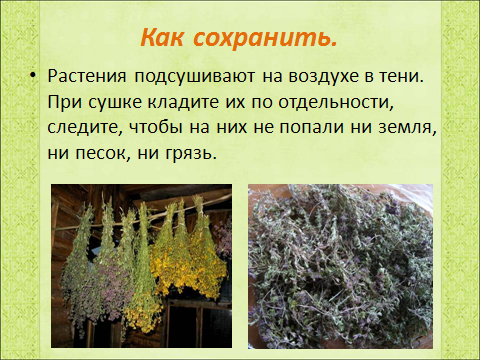 Как сохранить.
• Растения подсушивают на воздухе в тени.
При сушке кладите их по отдельности,
следите, чтобы на них не попали ни земля,
ни песок, ни грязь.